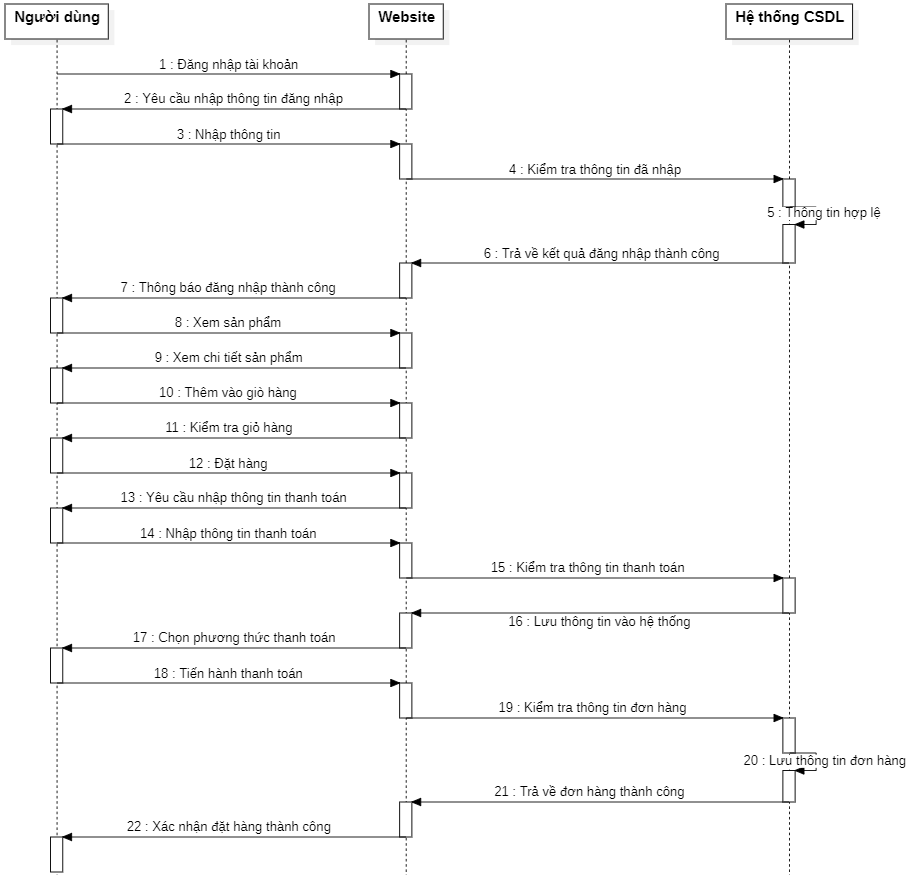 Người dùng
Website
Hệ thống CSDL
1 : Đăng nhập tài khoản
2 : Yêu cầu nhập thông tin đăng nhập
3 : Nhập thông tin
4 : Kiểm tra thông tin đã nhập
5 : Thông tin hợp lệ
6 : Trả về kết quả đăng nhập thành công
7 : Thông báo đăng nhập thành công
8 : Xem sản phẩm
9 : Xem chi tiết sản phẩm
10 : Thêm vào giò hàng
11 : Kiểm tra giỏ hàng
12 : Đặt hàng
13 : Yêu cầu nhập thông tin thanh toán
14 : Nhập thông tin thanh toán
15 : Kiểm tra thông tin thanh toán
16 : Lưu thông tin vào hệ thống
17 : Chọn phương thức thanh toán
18 : Tiến hành thanh toán
19 : Kiểm tra thông tin đơn hàng
20 : Lưu thông tin đơn hàng
21 : Trả về đơn hàng thành công
22 : Xác nhận đặt hàng thành công